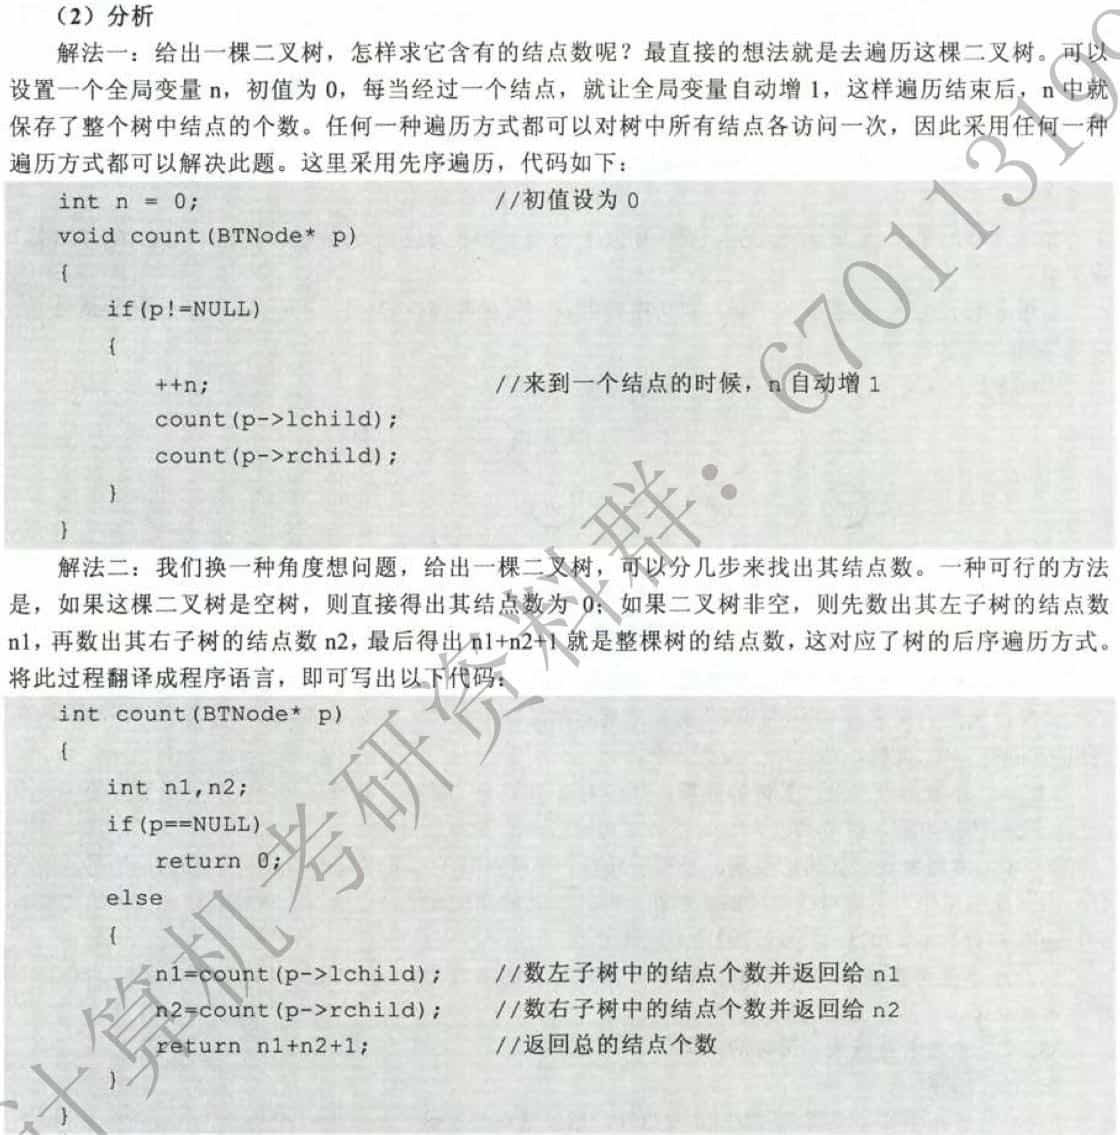 （2）分析
解法一：给出一棵二叉树，怎样求它含有的结点数呢？最直接的想法就是去遍历这棵二叉树。可以
设置一个全局变量 n，初值为 0，每当经过一个结点，就让全局变量自动增 1，这样遍历结束后，n 中就
保存了整个树中结点的个数。任何一种遍历方式都可以对树中所有结点各访问一次，因此采用任何一种
遍历方式都可以解决此题。这里采用先序遍历，代码如下：
int n = 0; //初值设为 0
void count(BTNode* p)
{
if(p!=NULL)
{
++n; //来到一个结点的时候，n 自动增 1
count(p->lchild);
count(p->rchild);
}
}
解法二：我们换一种角度想问题，给出一棵二叉树，可以分几步来找出其结点数。一种可行的方法
是，如果这棵二叉树是空树，则直接得出其结点数为 0；如果二叉树非空，则先数出其左子树的结点数
n1，再数出其右子树的结点数 n2，最后得出 n1+n2+1 就是整棵树的结点数，这对应了树的后序遍历方式。
将此过程翻译成程序语言，即可写出以下代码：
int count(BTNode* p)
{
int n1,n2;
if(p==NULL)
return 0;
else
{
n1=count(p->lchild); //数左子树中的结点个数并返回给 n1
n2=count(p->rchild); //数右子树中的结点个数并返回给 n2
return n1+n2+1; //返回总的结点个数
}
}
计算机考研资料群：67011319